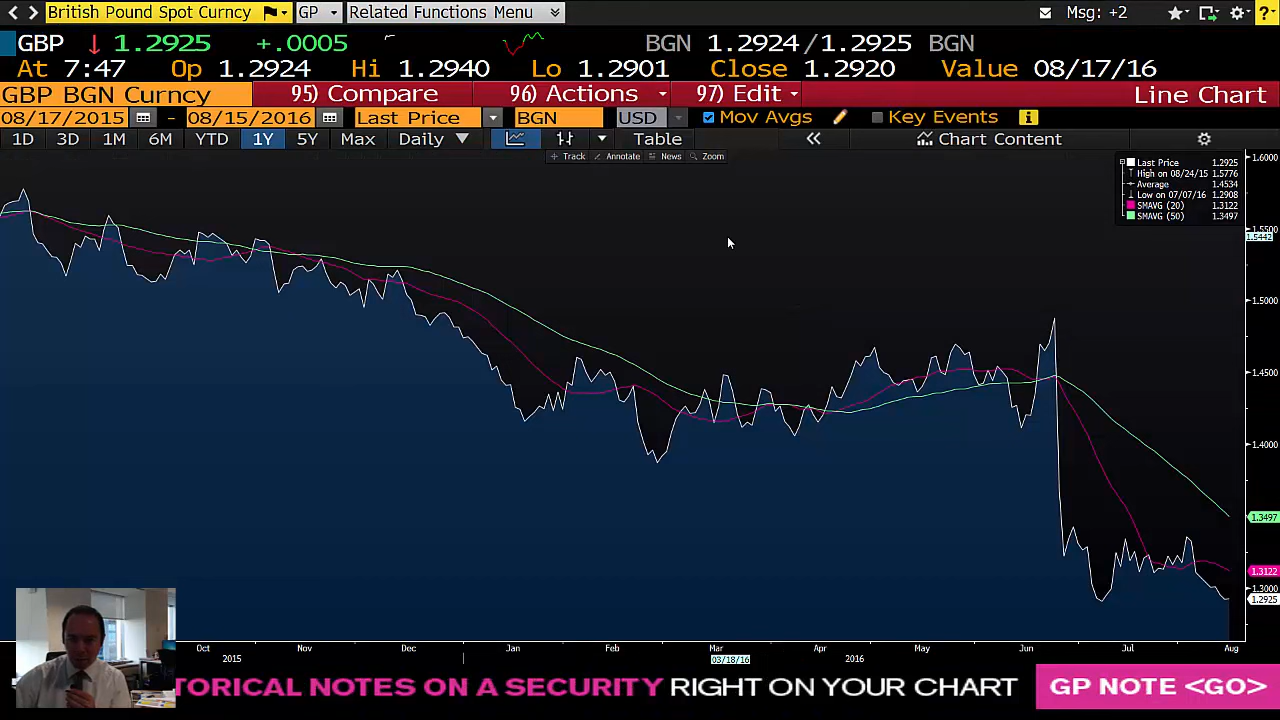 British Pound Spot Curncy GP Related Functions Menu Msg: +2 ?
GBP ↓ 1.2925 +.0005 BGN 1.2924/1.2925 BGN
At 7:47 Op 1.2924 Hi 1.2940 Lo 1.2901 Close 1.2920 Value 08/17/16
GBP BGN Curncy 95) Compare 96) Actions 97) Edit Line Chart
08/17/2015 - 08/15/2016 Last Price BGN USD Mov Avgs Key Events i
1D 3D 1M 6M YTD 1Y 5Y Max Daily Table Chart Content
Track Annotate News Zoom
Last Price 1.2925
High on 08/24/15 1.5776
Average 1.4534
Low on 07/07/16 1.2908
SMAVG (20) 1.3122
SMAVG (50) 1.3497
1.6000
1.5500
1.5442
1.5000
1.4500
1.4000
1.3497
1.3122
1.3000
1.2925
Oct Nov Dec Jan Feb Mar Apr May Jun Jul Aug
2015 03/18/16 2016
TORICAL NOTES ON A SECURITY RIGHT ON YOUR CHART GP NOTE <GO>